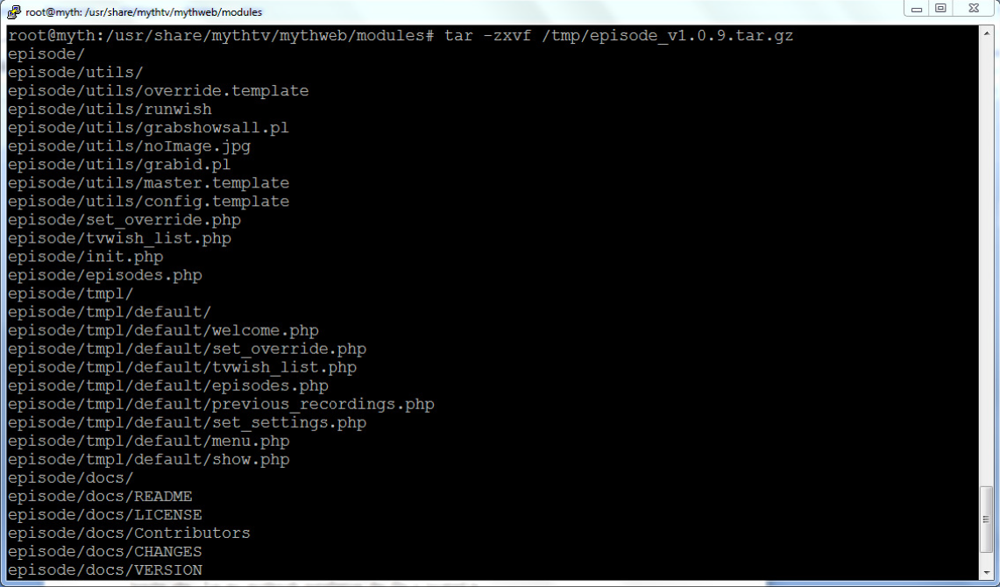 root@myth: /usr/share/mythtv/mythweb/modules
root@myth:/usr/share/mythtv/mythweb/modules# tar -zxvf /tmp/episode_v1.0.9.tar.gz
episode/
episode/utils/
episode/utils/override.template
episode/utils/runwish
episode/utils/grabshowsall.pl
episode/utils/noImage.jpg
episode/utils/grabid.pl
episode/utils/master.template
episode/utils/config.template
episode/set_override.php
episode/tvwish_list.php
episode/init.php
episode/episodes.php
episode/tmpl/
episode/tmpl/default/
episode/tmpl/default/welcome.php
episode/tmpl/default/set_override.php
episode/tmpl/default/tvwish_list.php
episode/tmpl/default/episodes.php
episode/tmpl/default/previous_recordings.php
episode/tmpl/default/set_settings.php
episode/tmpl/default/menu.php
episode/tmpl/default/show.php
episode/docs/
episode/docs/README
episode/docs/LICENSE
episode/docs/Contributors
episode/docs/CHANGES
episode/docs/VERSION